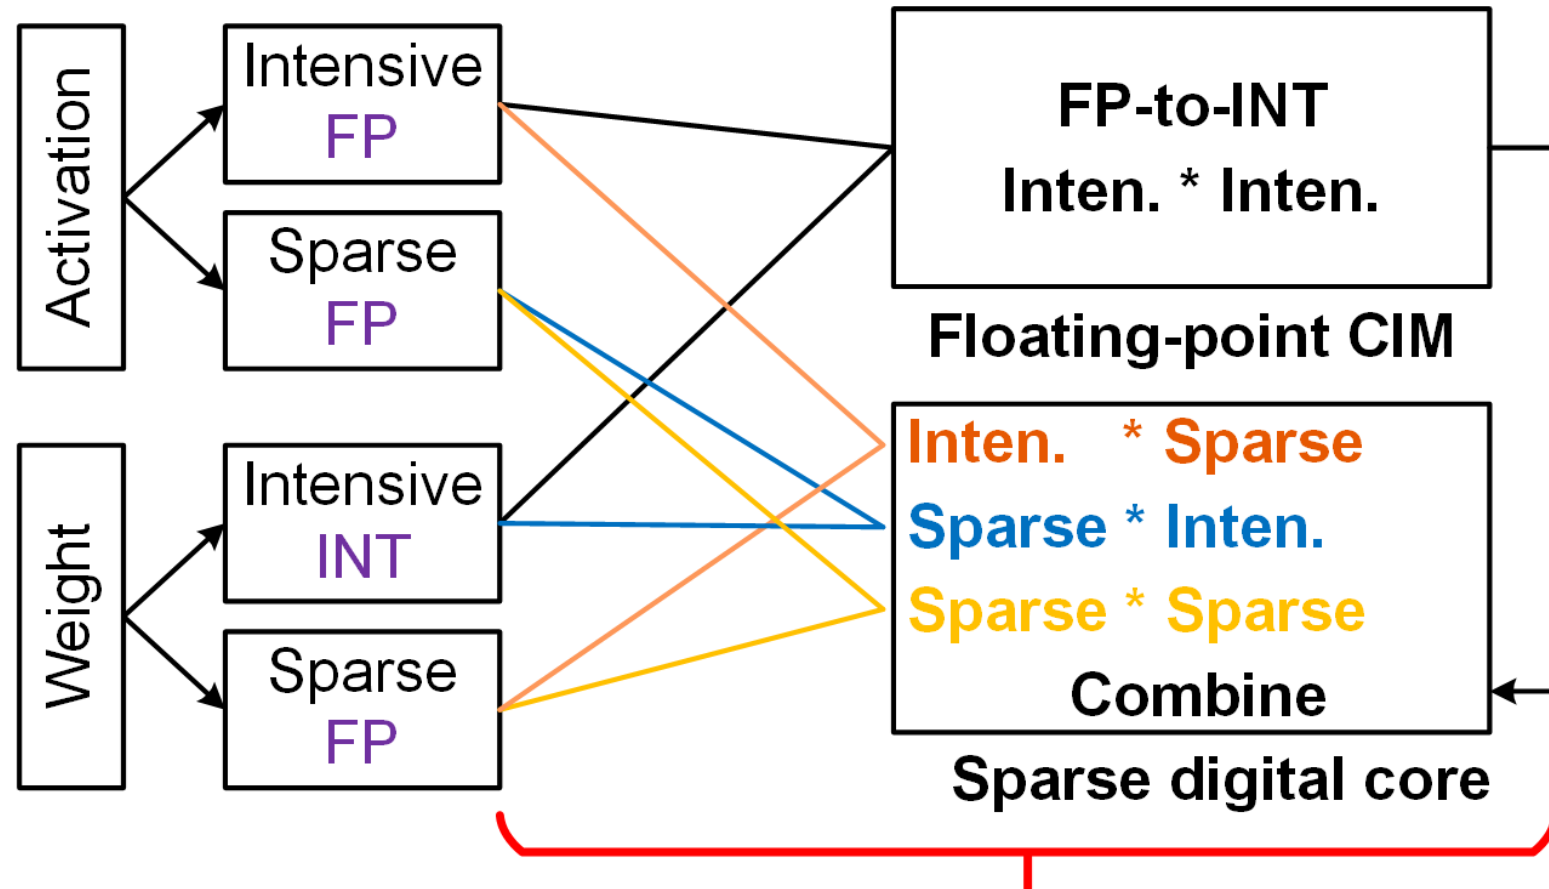 Activation
Intensive
FP
Sparse
FP
Weight
Intensive
INT
Sparse
FP
FP-to-INT
Inten. * Inten.
Floating-point CIM
Inten. * Sparse
Sparse * Inten.
Sparse * Sparse
Combine
Sparse digital core